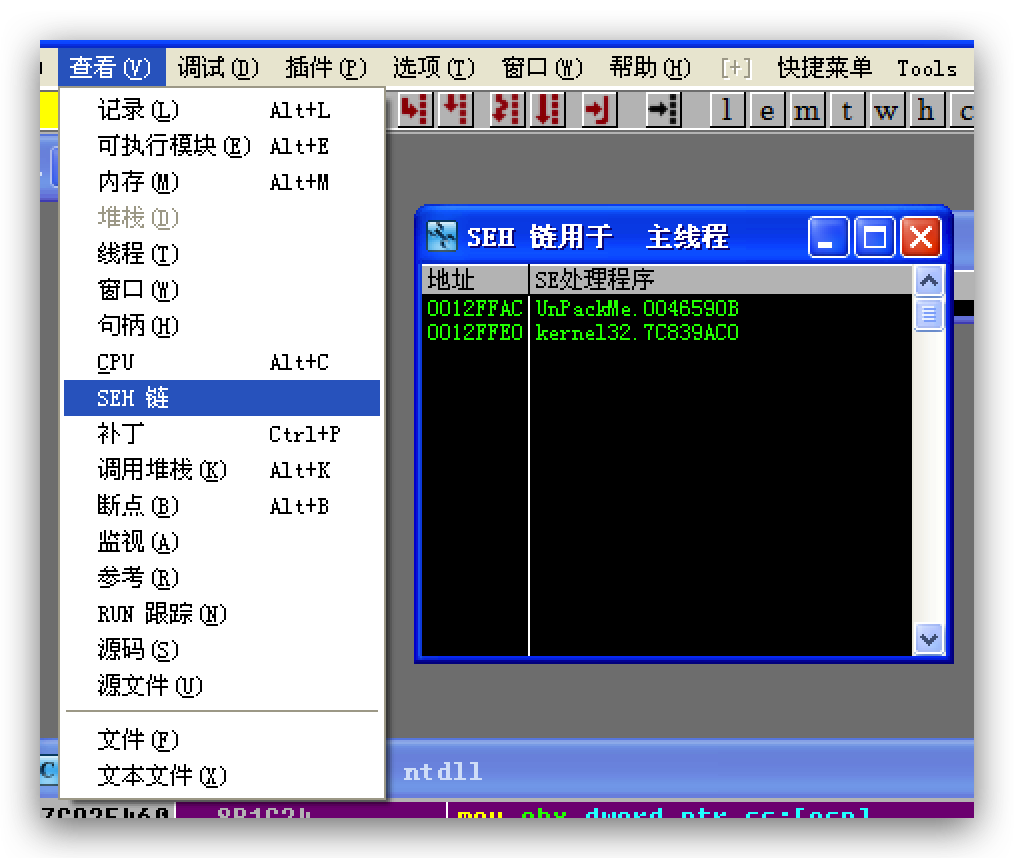 查看(V) 调试(D) 插件(P) 选项(T) 窗口(W) 帮助(H) [+] 快捷菜单 Tools
l e m t w h c
记录(L) Alt+L
可执行模块(E) Alt+E
内存(M) Alt+M
堆栈(D)
线程(T)
窗口(W)
句柄(H)
CPU Alt+C
SEH 链
补丁 Ctrl+P
调用堆栈(K) Alt+K
断点(B) Alt+B
监视(A)
参考(R)
RUN 跟踪(N)
源码(S)
源文件(U)
文件(F)
文本文件(X)
SEH 链用于 主线程
地址 SE处理程序
0012FFAC UnPackMe.0046590B
0012FFE0 kernel32.7C839AC0
C ntdll
8B1C24 mov ebx,dword ptr ss:[esp]